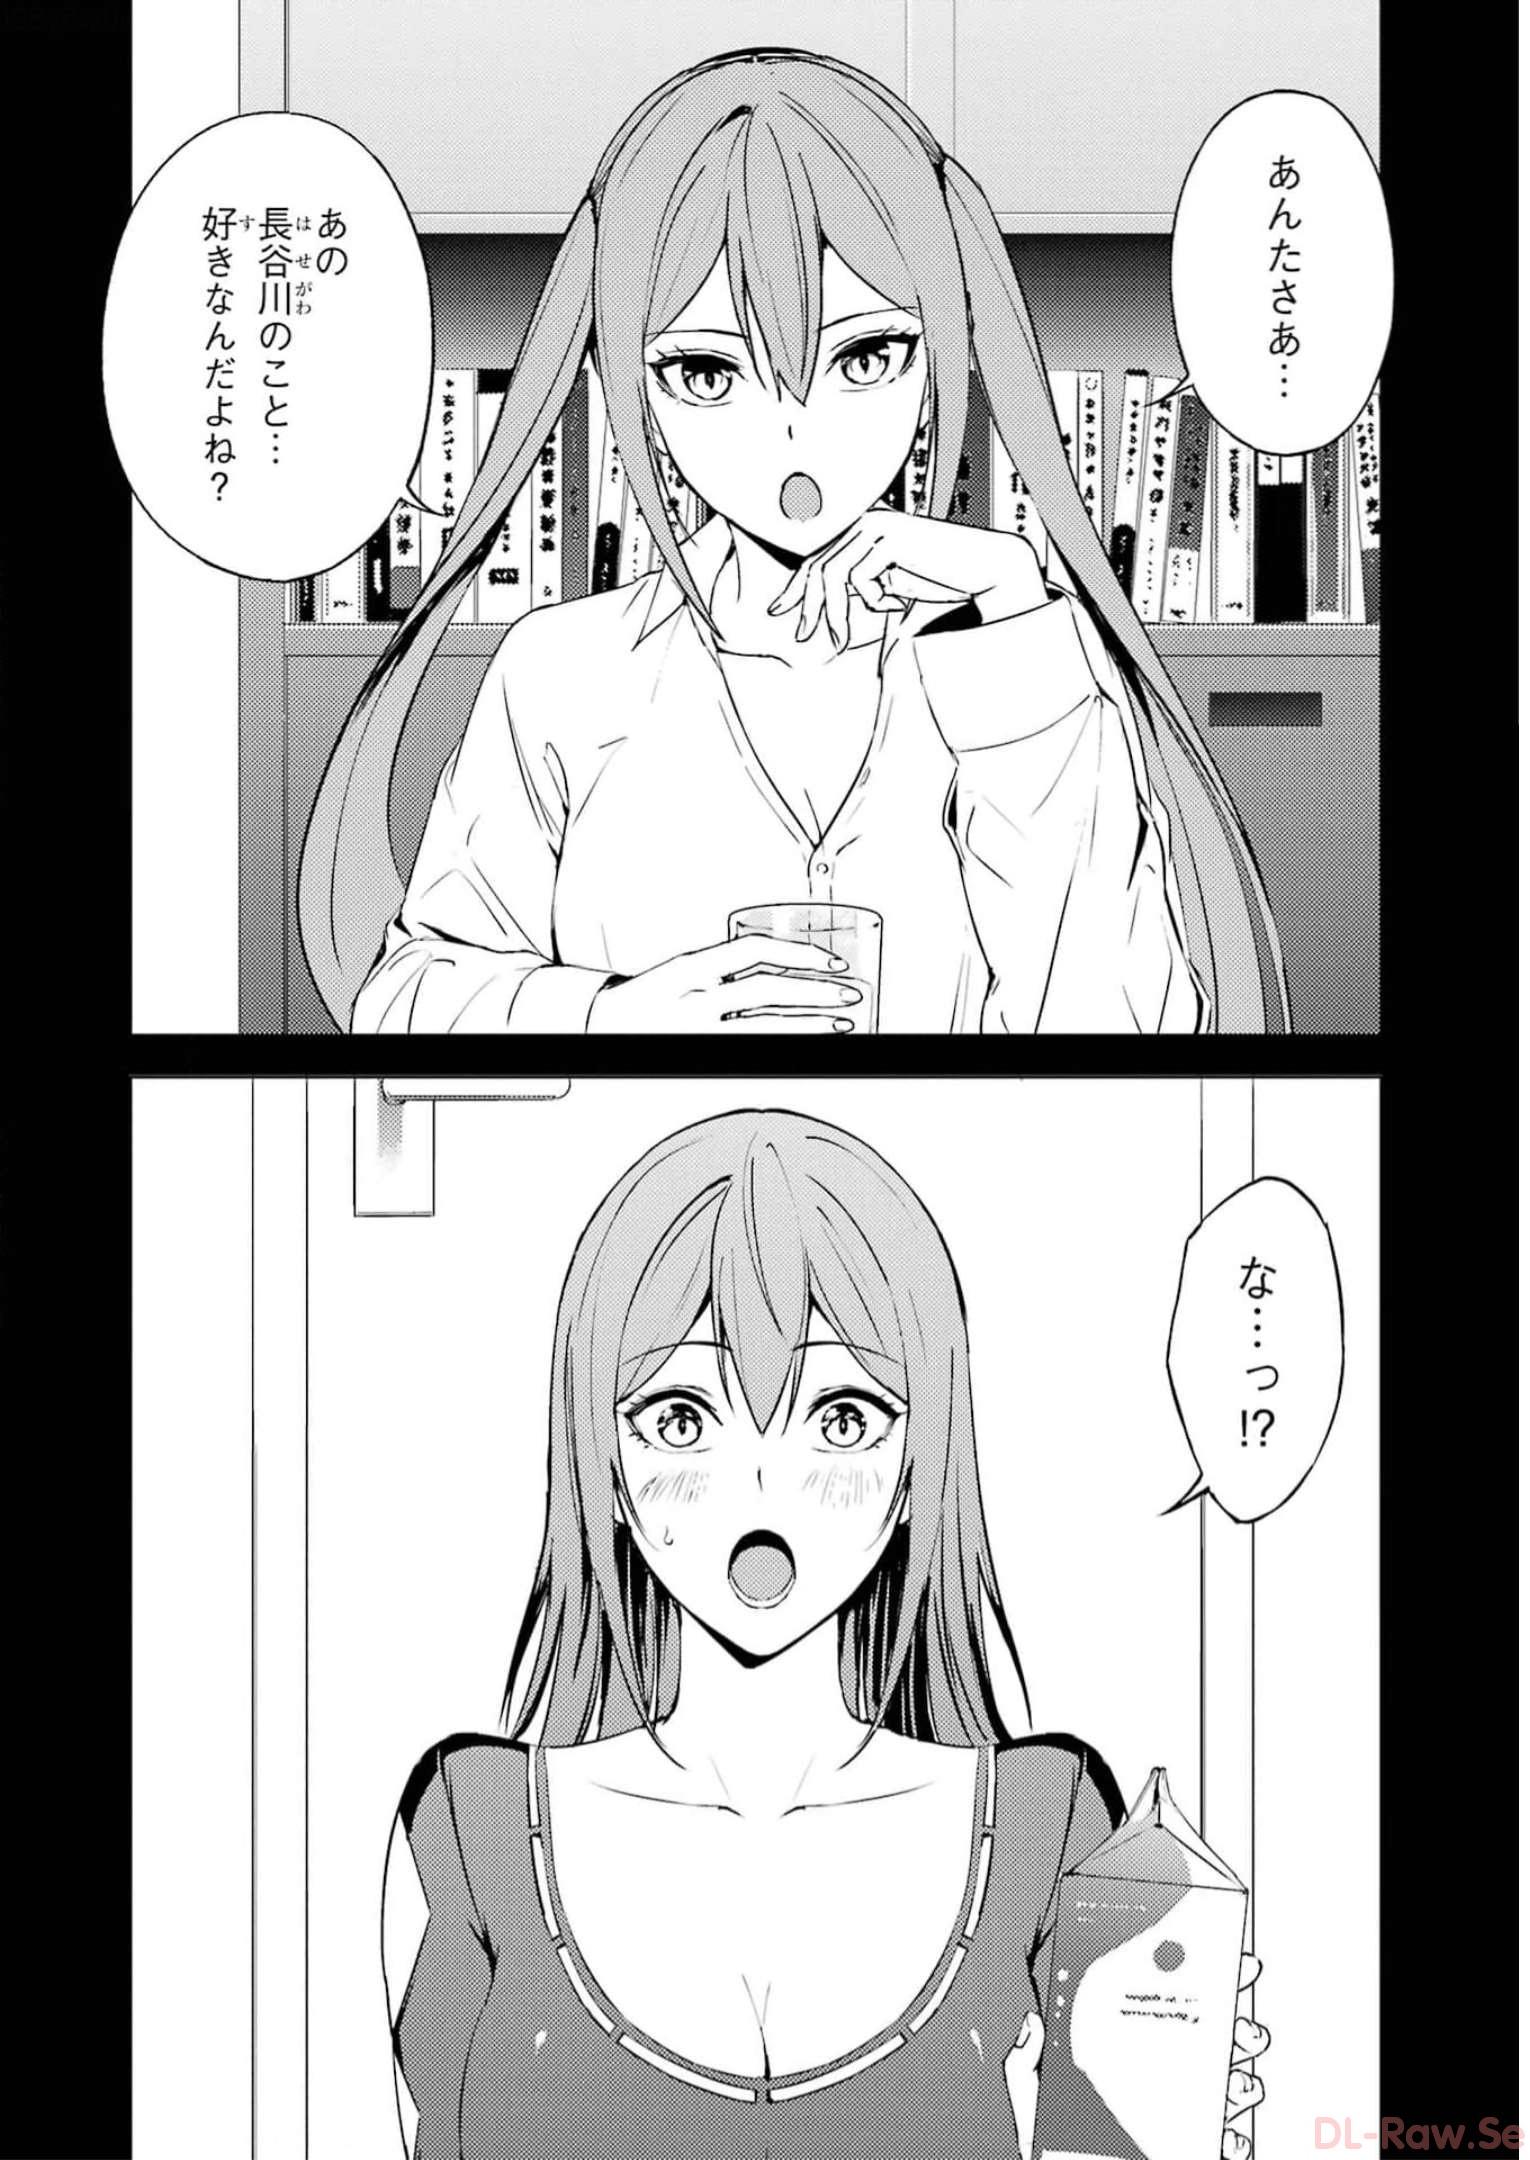 あんたさあ…
あの
長谷川のこと…
好きなんだよね?
な…っ!?
DL-Raw.Se